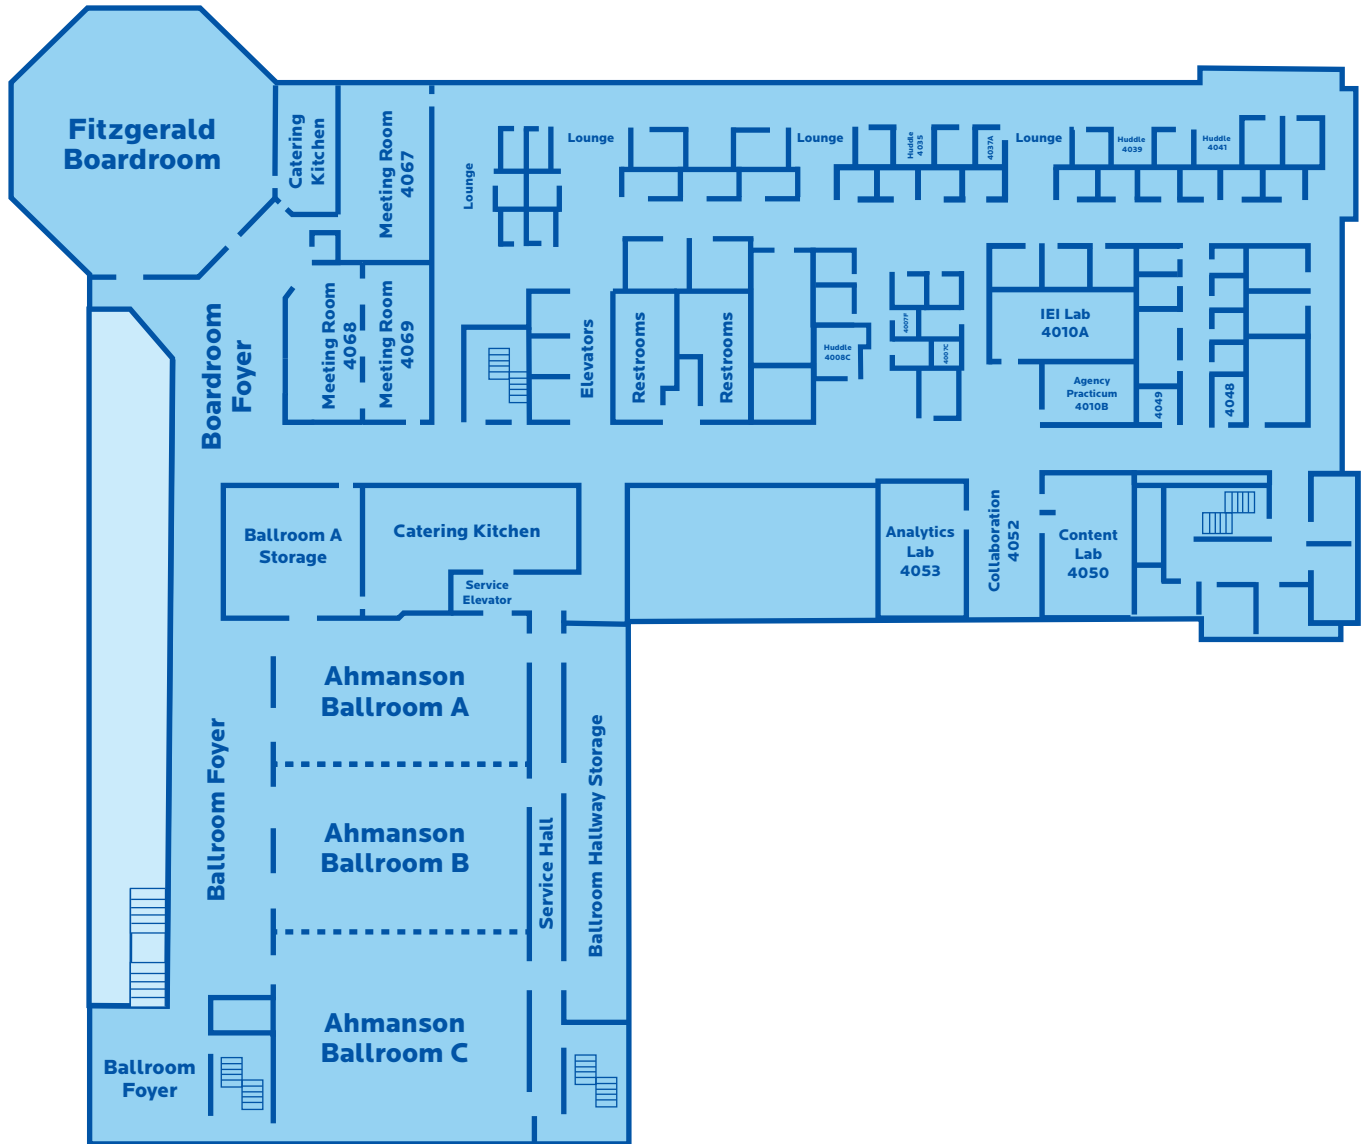 Fitzgerald
Boardroom
Catering
Kitchen
Meeting Room
4067
Lounge
Lounge
Lounge
Huddle
4035
4037A
Lounge
Huddle
4039
Huddle
4041
Boardroom
Foyer
Meeting Room
4068
Meeting Room
4069
Elevators
Restrooms
Restrooms
Huddle
4008C
4007F
4007C
IEI Lab
4010A
Agency
Practicum
4010B
4049
4048
Ballroom A
Storage
Catering Kitchen
Service
Elevator
Analytics
Lab
4053
Collaboration
4052
Content
Lab
4050
Ahmanson
Ballroom A
Ballroom Foyer
Ahmanson
Ballroom B
Service Hall
Ballroom Hallway Storage
Ahmanson
Ballroom C
Ballroom
Foyer